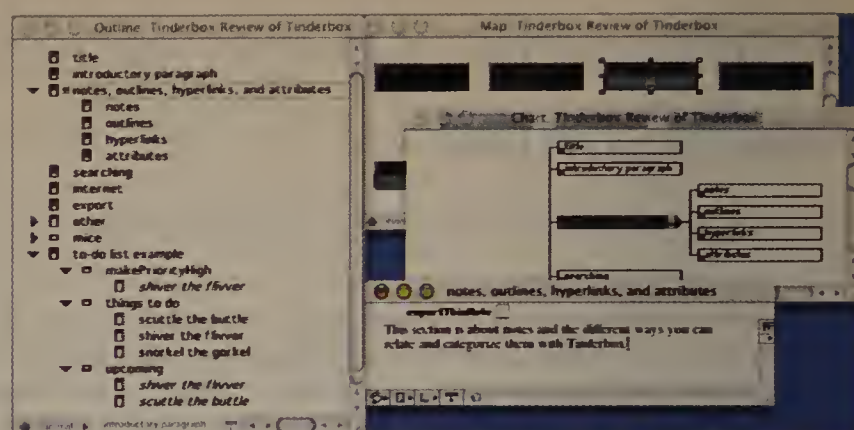 Outline: Tinderbox Review of Tinderbox
title
introductory paragraph
# notes, outlines, hyperlinks, and attributes
notes
outlines
hyperlinks
attributes
searching
internet
export
other
mice
to-do list example
makePriorityHigh
shiver the flivver
things to do
scuttle the buttle
shiver the flivver
snorkel the gorkel
upcoming
shiver the flivver
scuttle the buttle
introductory paragraph
Map: Tinderbox Review of Tinderbox
Chart: Tinderbox Review of Tinderbox
title
introductory paragraph
notes
outlines
hyperlinks
attributes
searching
notes, outlines, hyperlinks, and attributes
exportThisNote
This section is about notes and the different ways you can
relate and categorize them with Tinderbox.